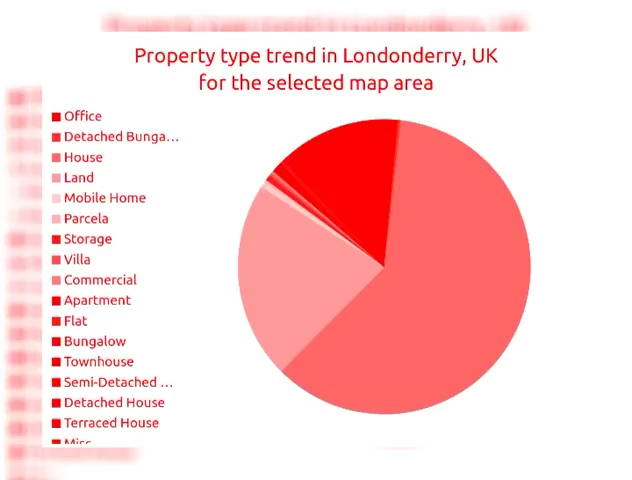 Property type trend in Londonderry, UK
for the selected map area
Office
Detached Bunga…
House
Land
Mobile Home
Parcela
Storage
Villa
Commercial
Apartment
Flat
Bungalow
Townhouse
Semi-Detached …
Detached House
Terraced House
Misc